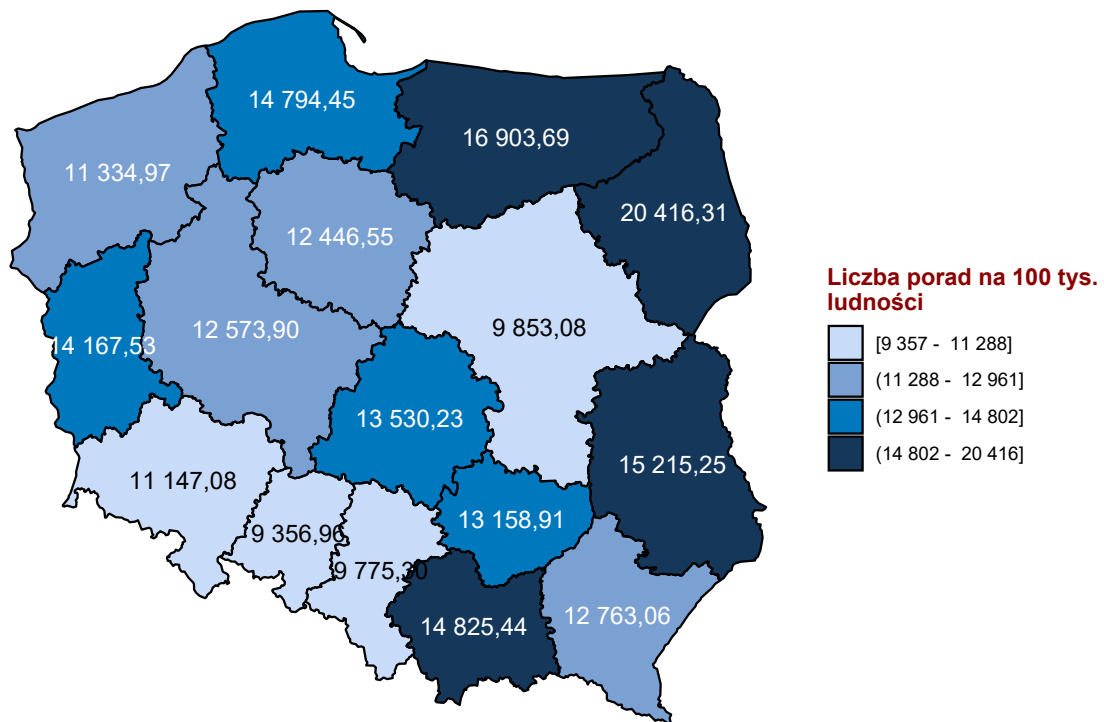 14 794,45
16 903,69
11 334,97
20 416,31
12 446,55
9 853,08
12 573,90
14 167,53
13 530,23
15 215,25
11 147,08
13 158,91
9 356,96
9 775,30
12 763,06
14 825,44
Liczba porad na 100 tys.
ludności
[9 357 - 11 288]
(11 288 - 12 961]
(12 961 - 14 802]
(14 802 - 20 416]